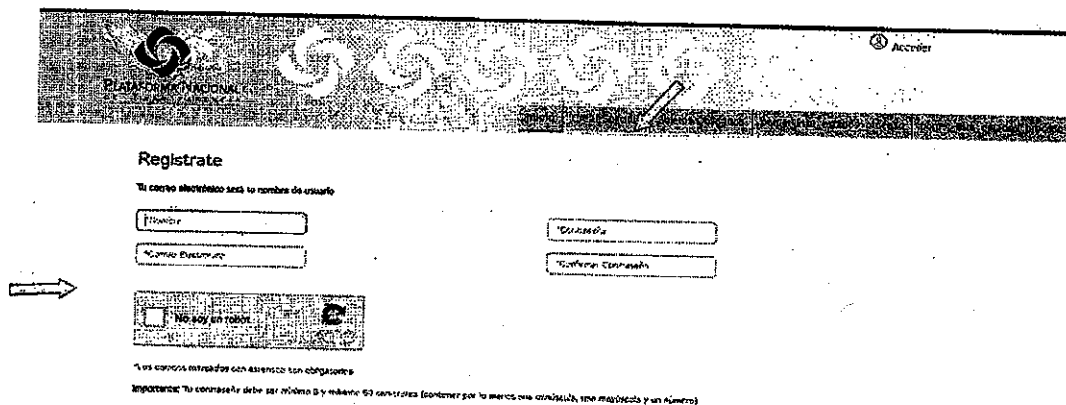 Acceder
PLATAFORMA NACIONAL
Registrate
Tu correo electrónico será tu nombre de usuario
*Nombre
*Contraseña
*Correo Electrónico
*Confirmar Contraseña
No soy un robot
*Los campos marcados con asterisco son obligatorios
Importante: Tu contraseña debe ser mínimo 8 y máximo 50 caracteres (contener por lo menos una minúscula, una mayúscula y un número)